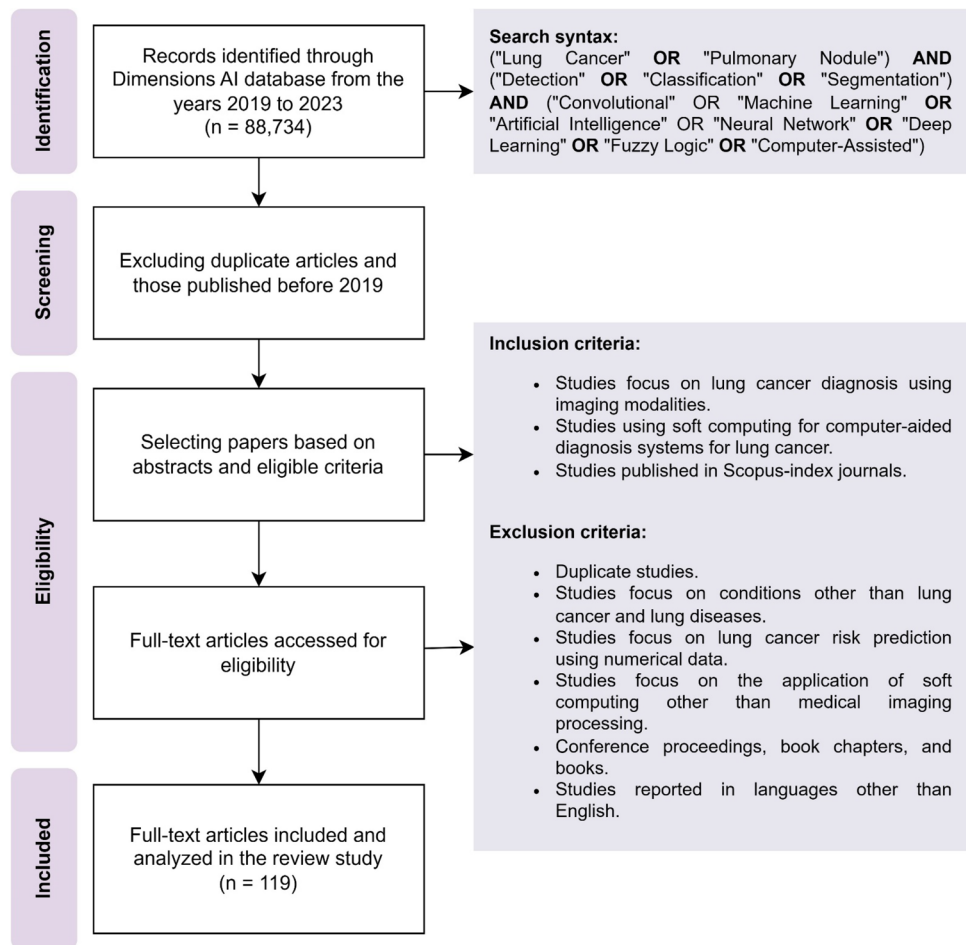 Identification
Records identified through
Dimensions AI database from the
years 2019 to 2023
(n = 88,734)
Search syntax:
("Lung Cancer" OR "Pulmonary Nodule") AND
("Detection" OR "Classification" OR "Segmentation")
AND ("Convolutional" OR "Machine Learning" OR
"Artificial Intelligence" OR "Neural Network" OR "Deep
Learning" OR "Fuzzy Logic" OR "Computer-Assisted")
Screening
Excluding duplicate articles and
those published before 2019
Eligibility
Selecting papers based on
abstracts and eligible criteria
Inclusion criteria:
• Studies focus on lung cancer diagnosis using
imaging modalities.
• Studies using soft computing for computer-aided
diagnosis systems for lung cancer.
• Studies published in Scopus-index journals.
Full-text articles accessed for
eligibility
Exclusion criteria:
• Duplicate studies.
• Studies focus on conditions other than lung
cancer and lung diseases.
• Studies focus on lung cancer risk prediction
using numerical data.
• Studies focus on the application of soft
computing other than medical imaging
processing.
• Conference proceedings, book chapters, and
books.
• Studies reported in languages other than
English.
Included
Full-text articles included and
analyzed in the review study
(n = 119)